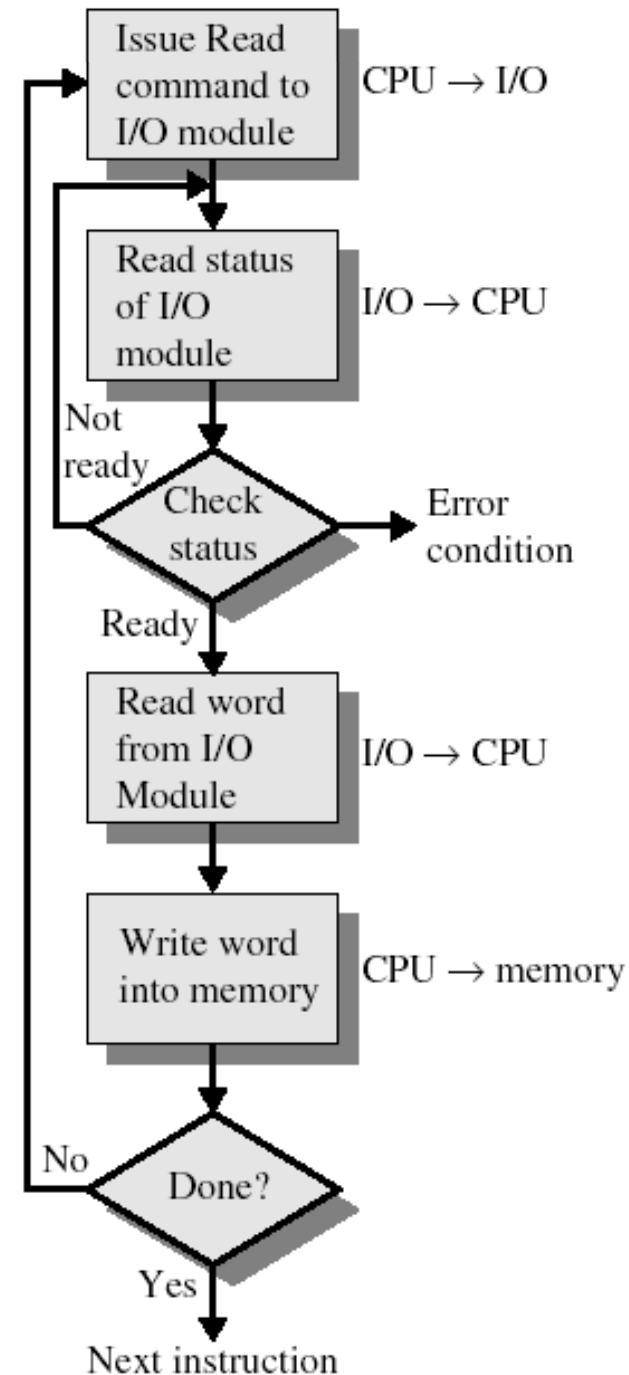 Issue Read
command to
I/O module
CPU → I/O
Read status
of I/O
module
I/O → CPU
Not
ready
Check
status
Error
condition
Ready
Read word
from I/O
Module
I/O → CPU
Write word
into memory
CPU → memory
No
Done?
Yes
Next instruction